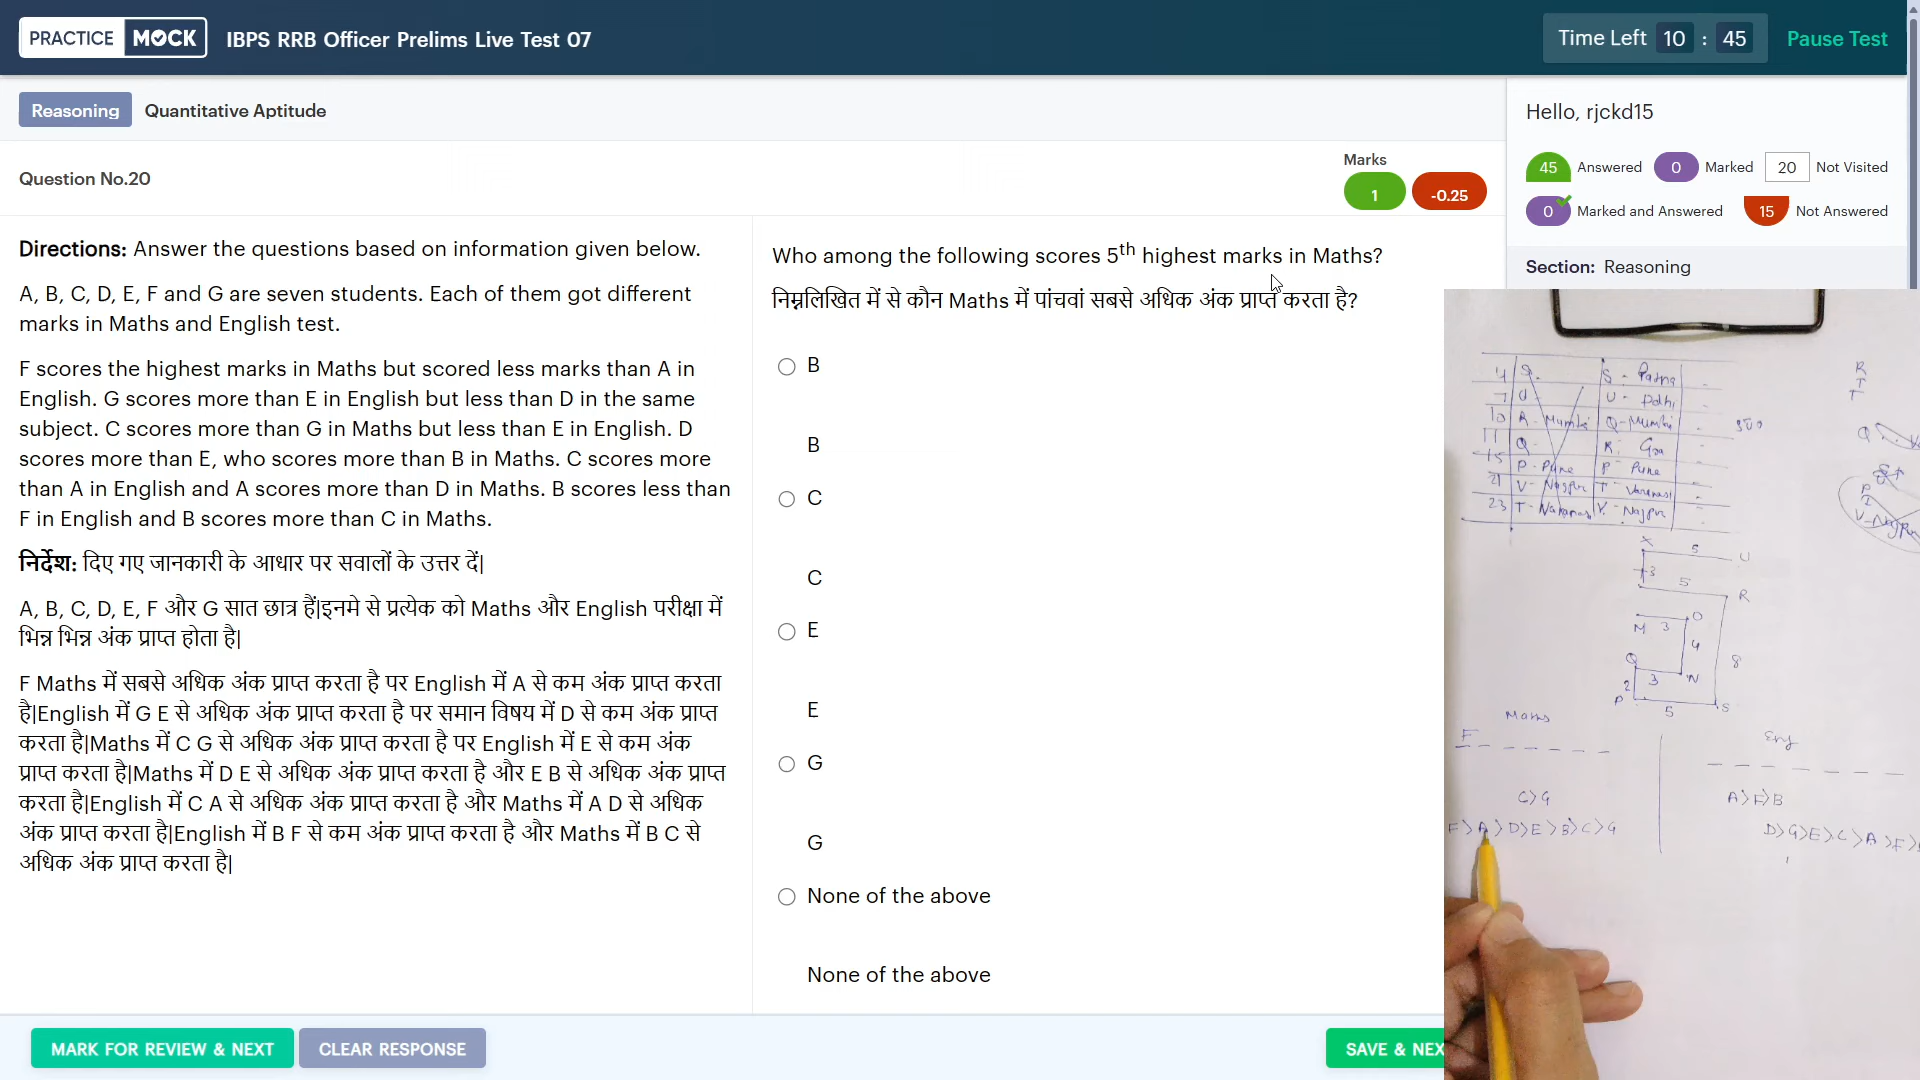 PRACTICE MOCK IBPS RRB Officer Prelims Live Test 07
Time Left 10 : 45 Pause Test
Reasoning Quantitative Aptitude
Hello, rjckd15
Question No.20
Marks
1 -0.25
45 Answered 0 Marked 20 Not Visited
0 Marked and Answered 15 Not Answered
Section: Reasoning
Directions: Answer the questions based on information given below.
A, B, C, D, E, F and G are seven students. Each of them got different
marks in Maths and English test.
F scores the highest marks in Maths but scored less marks than A in
English. G scores more than E in English but less than D in the same
subject. C scores more than G in Maths but less than E in English. D
scores more than E, who scores more than B in Maths. C scores more
than A in English and A scores more than D in Maths. B scores less than
F in English and B scores more than C in Maths.
निर्देश: दिए गए जानकारी के आधार पर सवालों के उत्तर दें|
A, B, C, D, E, F और G सात छात्र हैं|इनमे से प्रत्येक को Maths और English परीक्षा में
भिन्न भिन्न अंक प्राप्त होता है|
F Maths में सबसे अधिक अंक प्राप्त करता है पर English में A से कम अंक प्राप्त करता
है|English में G E से अधिक अंक प्राप्त करता है पर समान विषय में D से कम अंक प्राप्त
करता है|Maths में C G से अधिक अंक प्राप्त करता है पर English में E से कम अंक
प्राप्त करता है|Maths में D E से अधिक अंक प्राप्त करता है और E B से अधिक अंक प्राप्त
करता है|English में C A से अधिक अंक प्राप्त करता है और Maths में A D से अधिक
अंक प्राप्त करता है|English में B F से कम अंक प्राप्त करता है और Maths में B C से
अधिक अंक प्राप्त करता है|
Who among the following scores 5th highest marks in Maths?
निम्नलिखित में से कौन Maths में पांचवां सबसे अधिक अंक प्राप्त करता है?
B
B
C
C
E
E
G
G
None of the above
None of the above
MARK FOR REVIEW & NEXT CLEAR RESPONSE SAVE & NEX
X 5 U
3 5 R
M 3 O
4
Q 8
2 3 N
P 5 S
Maths
F
Eng
C>G
A>F>B
F>A>D>E>B>C>G
D>G>E>C>A>F>